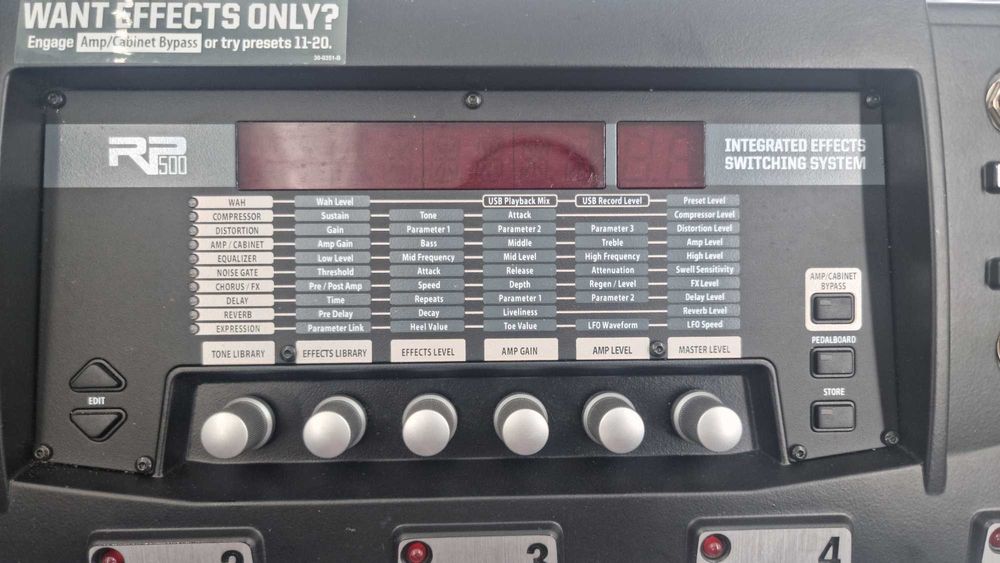 WANT EFFECTS ONLY?
Engage Amp/Cabinet Bypass or try presets 11-20.
RP500
INTEGRATED EFFECTS
SWITCHING SYSTEM
WAH Wah Level USB Playback Mix USB Record Level Preset Level
COMPRESSOR Sustain Tone Attack Compressor Level
DISTORTION Gain Parameter 1 Parameter 2 Parameter 3 Distortion Level
AMP / CABINET Amp Gain Bass Middle Treble Amp Level
EQUALIZER Low Level Mid Frequency Mid Level High Frequency High Level
NOISE GATE Threshold Attack Release Attenuation Swell Sensitivity
CHORUS / FX Pre / Post Amp Speed Depth Regen / Level FX Level
DELAY Time Repeats Parameter 1 Parameter 2 Delay Level
REVERB Pre Delay Decay Liveliness Reverb Level
EXPRESSION Parameter Link Heel Value Toe Value LFO Waveform LFO Speed
TONE LIBRARY EFFECTS LIBRARY EFFECTS LEVEL AMP GAIN AMP LEVEL MASTER LEVEL
AMP/CABINET
BYPASS
PEDALBOARD
STORE
EDIT
2 3 4